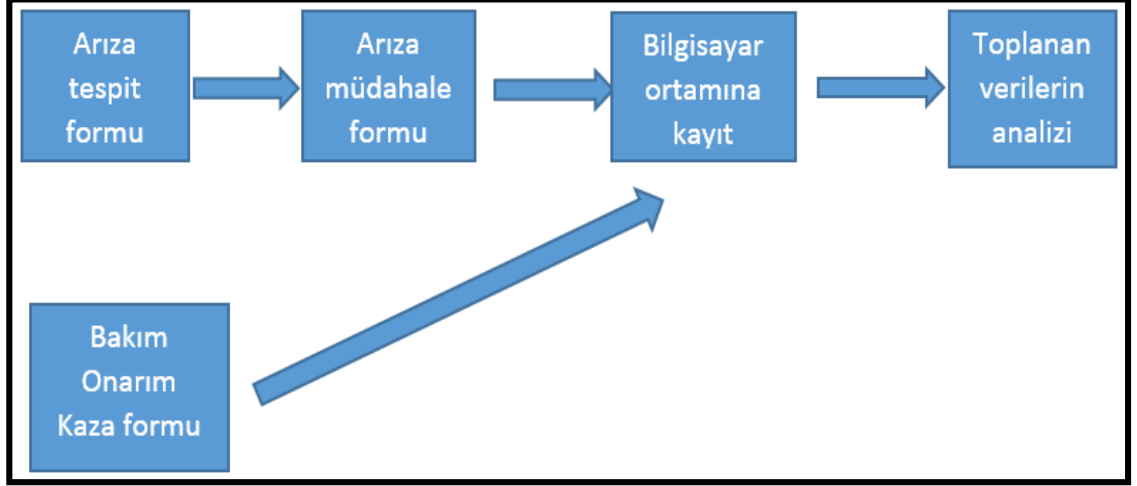 Arıza
tespit
formu
Arıza
müdahale
formu
Bilgisayar
ortamına
kayıt
Toplanan
verilerin
analizi
Bakım
Onarım
Kaza formu